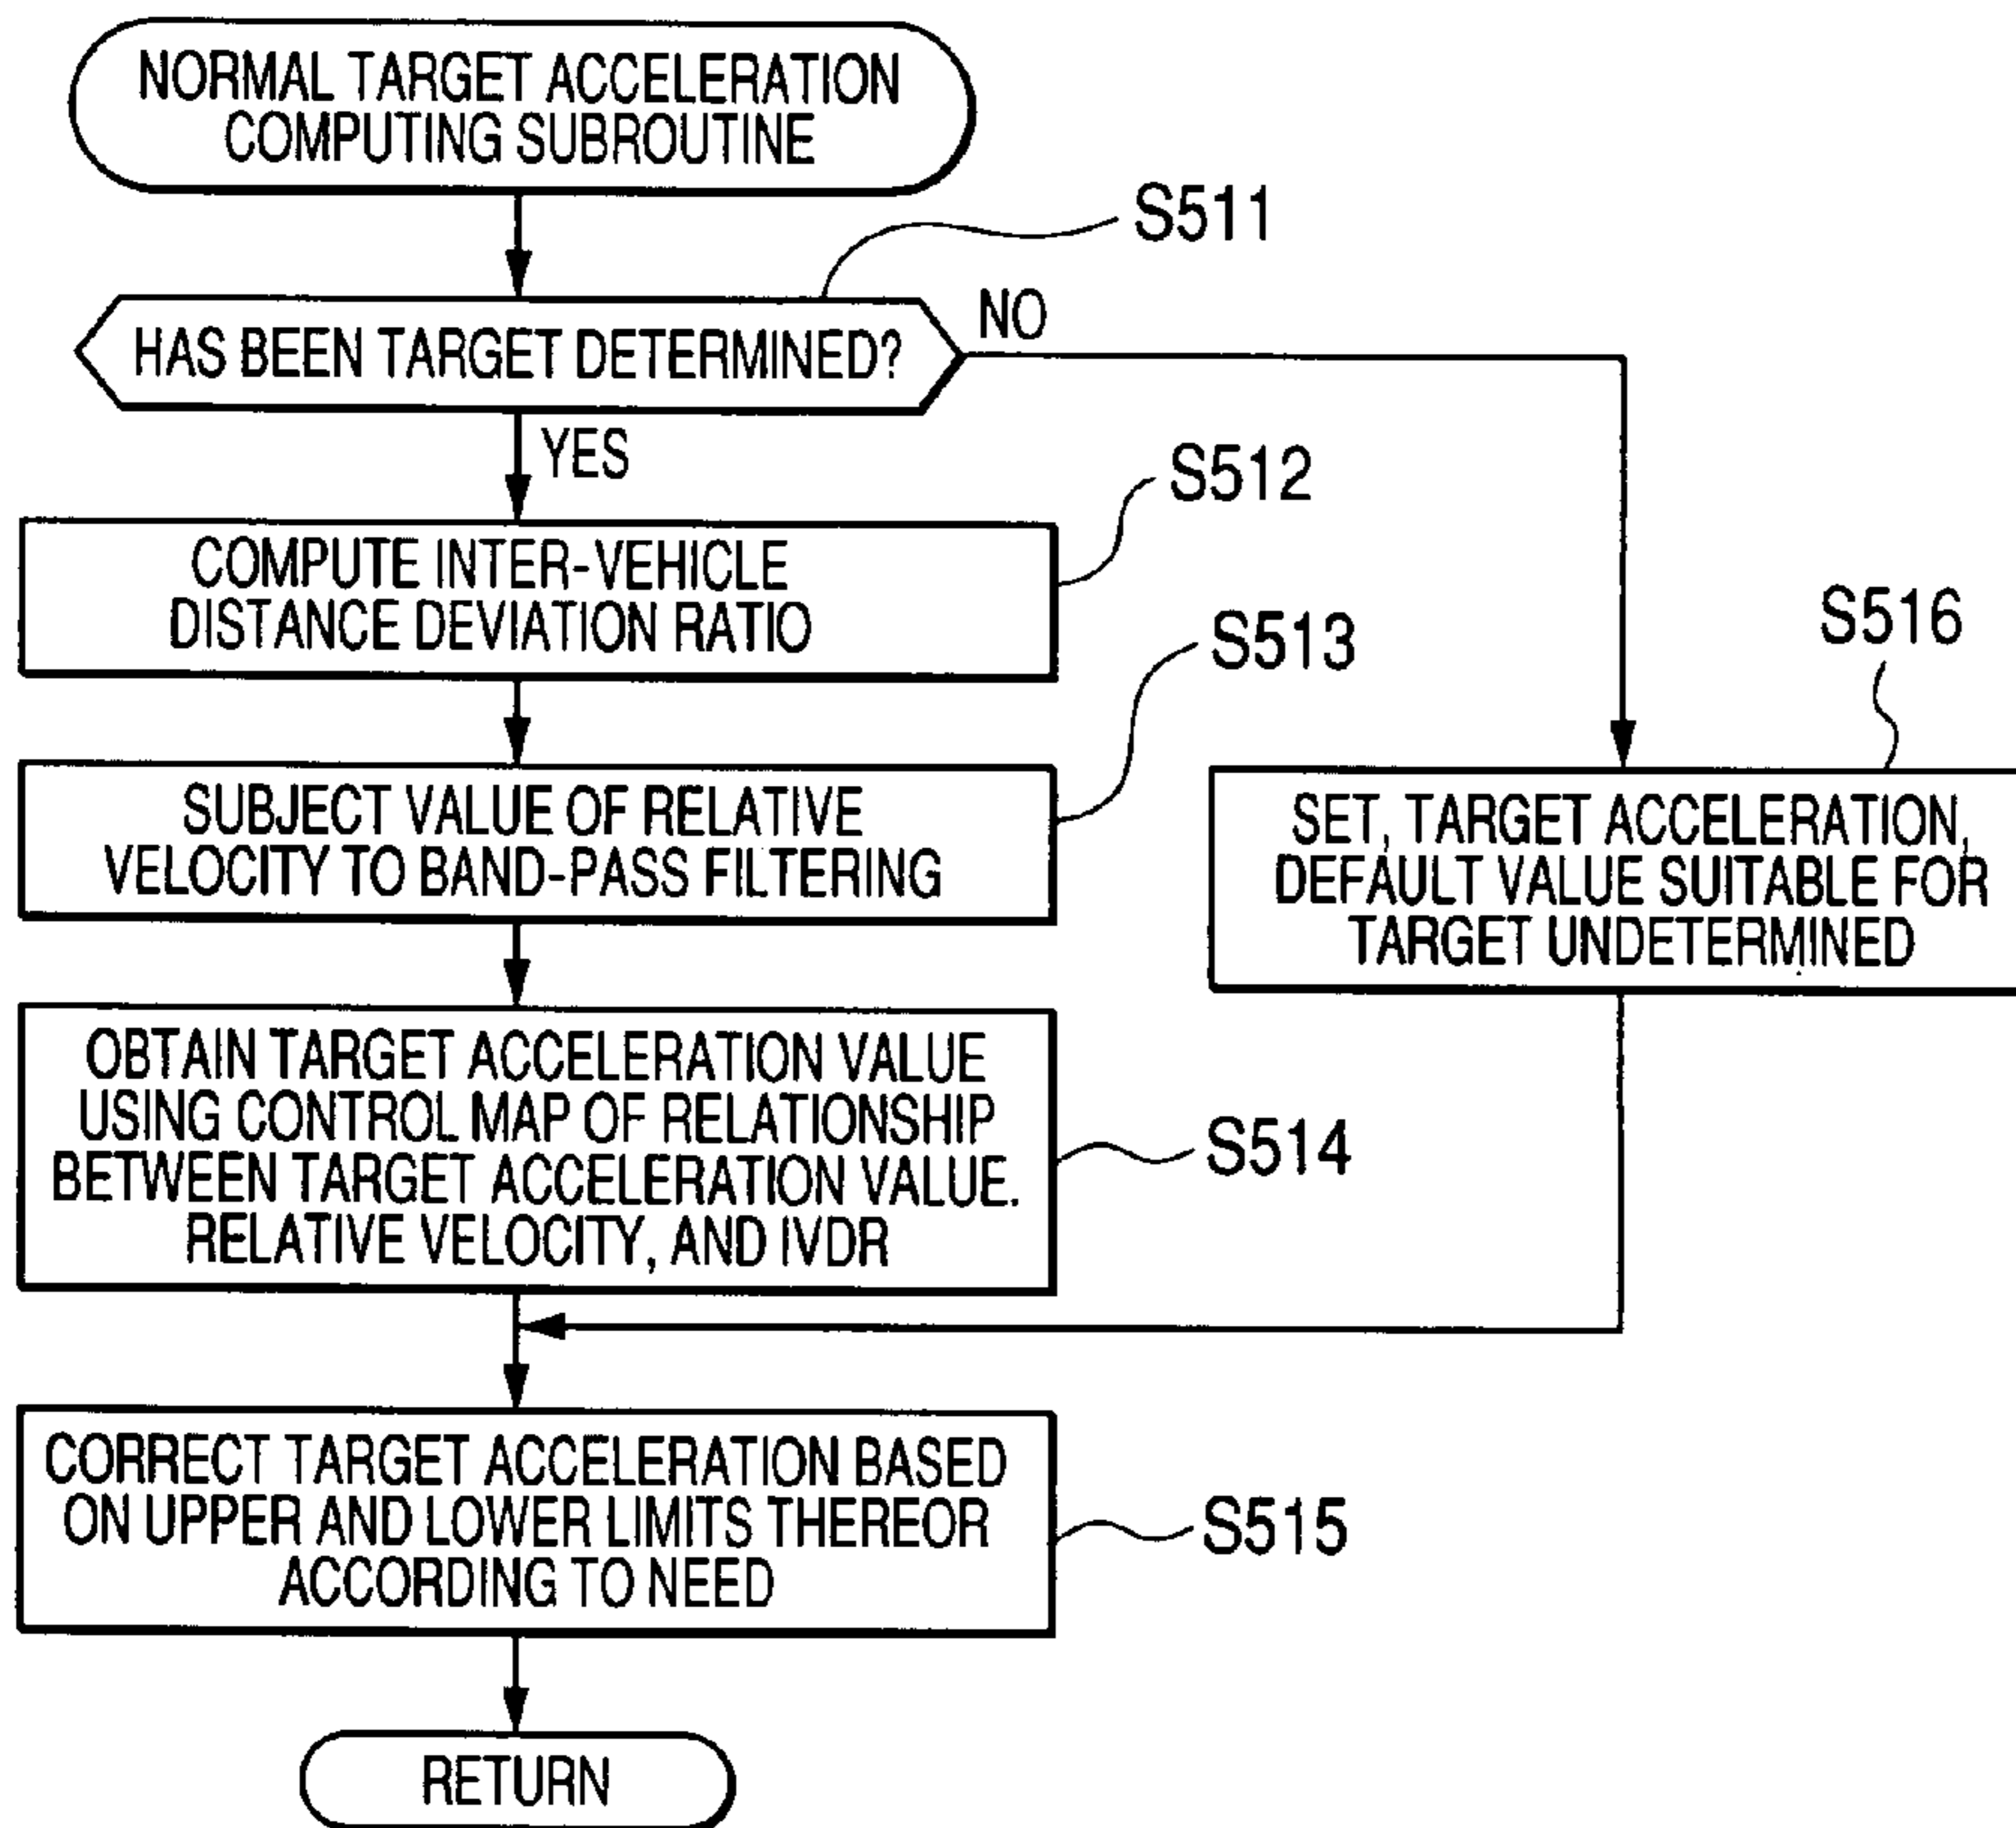 NORMAL TARGET ACCELERATION
COMPUTING SUBROUTINE
S511
HAS BEEN TARGET DETERMINED?
NO
YES
S512
COMPUTE INTER-VEHICLE
DISTANCE DEVIATION RATIO
S513
SUBJECT VALUE OF RELATIVE
VELOCITY TO BAND-PASS FILTERING
S516
SET, TARGET ACCELERATION,
DEFAULT VALUE SUITABLE FOR
TARGET UNDETERMINED
OBTAIN TARGET ACCELERATION VALUE
USING CONTROL MAP OF RELATIONSHIP
BETWEEN TARGET ACCELERATION VALUE.
RELATIVE VELOCITY, AND IVDR
S514
CORRECT TARGET ACCELERATION BASED
ON UPPER AND LOWER LIMITS THEREOR
ACCORDING TO NEED
S515
RETURN